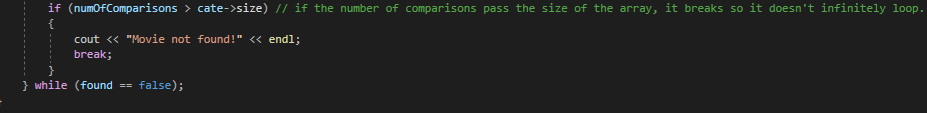 if (numOfComparisons > cate->size) // if the number of comparisons pass the size of the array, it breaks so it doesn't infinitely loop.
{
cout << "Movie not found!" << endl;
break;
}
} while (found == false);